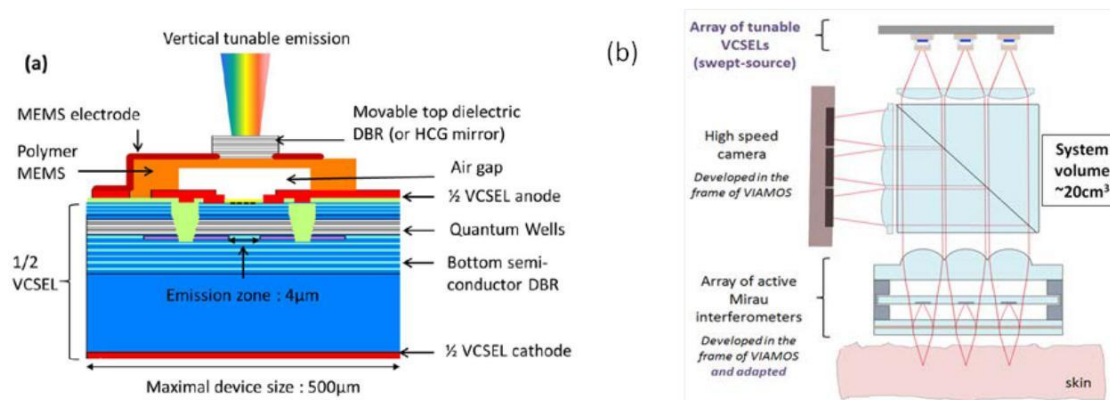 (a)
Vertical tunable emission
MEMS electrode
Polymer
MEMS
Movable top dielectric
DBR (or HCG mirror)
Air gap
½ VCSEL anode
Quantum Wells
1/2
VCSEL
Bottom semi-
conductor DBR
Emission zone : 4µm
½ VCSEL cathode
Maximal device size : 500µm
(b)
Array of tunable
VCSELs
(swept-source)
High speed
camera
Developed in the
frame of VIAMOS
System
volume
~20cm³
Array of active
Mirau
interferometers
Developed in the
frame of VIAMOS
and adapted
skin